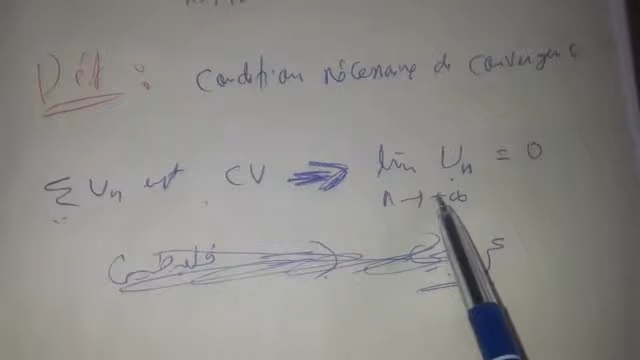 Déf : Condition nécessaire de convergence
∑ Un est CV ⇒ lim Un = 0
n → +∞